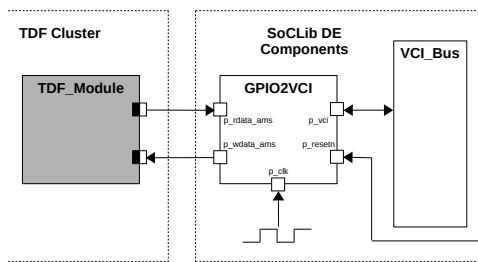 TDF Cluster
SoCLib DE
Components
VCI_Bus
TDF_Module
GPIO2VCI
p_rdata_ams
p_vci
p_wdata_ams
p_resetn
p_clk